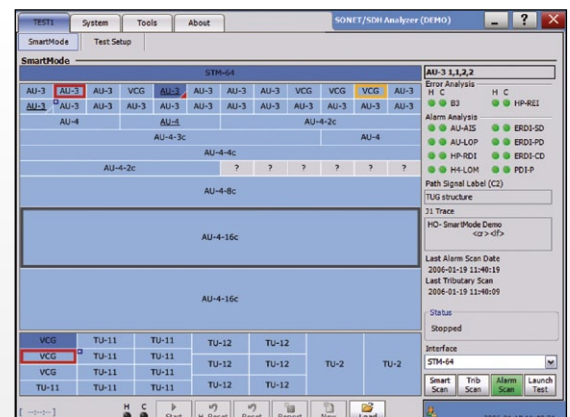 TEST1 System Tools About SONET/SDH Analyzer (DEMO) ?
SmartMode Test Setup
SmartMode
STM-64
AU-3 AU-3 AU-3 VCG AU-3 AU-3 AU-3 AU-3 VCG VCG VCG AU-3
AU-3 AU-3 AU-3 AU-3 AU-3 AU-3 AU-3 AU-3 AU-3 AU-3 AU-3 AU-3
AU-4 AU-4 AU-4-2c
AU-4-3c AU-4
AU-4-4c
AU-4-2c ? ? ? ? ? ?
AU-4-8c
AU-4-16c
AU-4-16c
VCG TU-11 TU-11 TU-12 TU-12 TU-2 TU-2
VCG TU-11 TU-11
VCG TU-11 TU-11 TU-12 TU-12
TU-11 TU-11 TU-11 TU-12 TU-12
AU-3 1,1,2,2
Error Analysis
H C H C
B3 HP-REI
Alarm Analysis
AU-AIS ERDI-SD
AU-LOP ERDI-PD
HP-RDI ERDI-CD
H4-LOM PDI-P
Path Signal Label (C2)
TUG structure
J1 Trace
HO- SmartMode Demo
<cr> <lf>
Last Alarm Scan Date
2006-01-19 11:40:19
Last Tributary Scan
2006-01-19 11:40:09
Status
Stopped
Interface
STM-64
Smart Scan Trib Scan Alarm Scan Launch Test
[ --:--:-- ] H C Start H. Reset Reset Report New Load